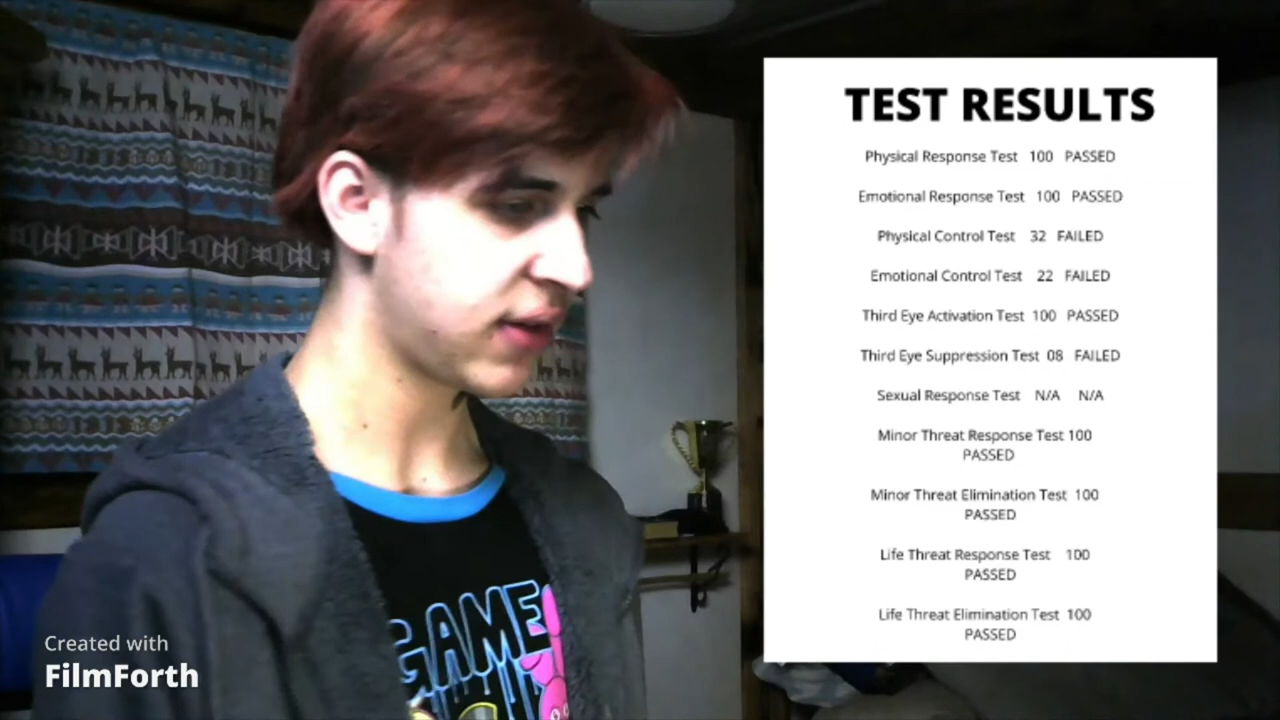 TEST RESULTS
Physical Response Test 100 PASSED
Emotional Response Test 100 PASSED
Physical Control Test 32 FAILED
Emotional Control Test 22 FAILED
Third Eye Activation Test 100 PASSED
Third Eye Suppression Test 08 FAILED
Sexual Response Test N/A N/A
Minor Threat Response Test 100
PASSED
Minor Threat Elimination Test 100
PASSED
Life Threat Response Test 100
PASSED
Life Threat Elimination Test 100
PASSED
GAME
Created with
FilmForth